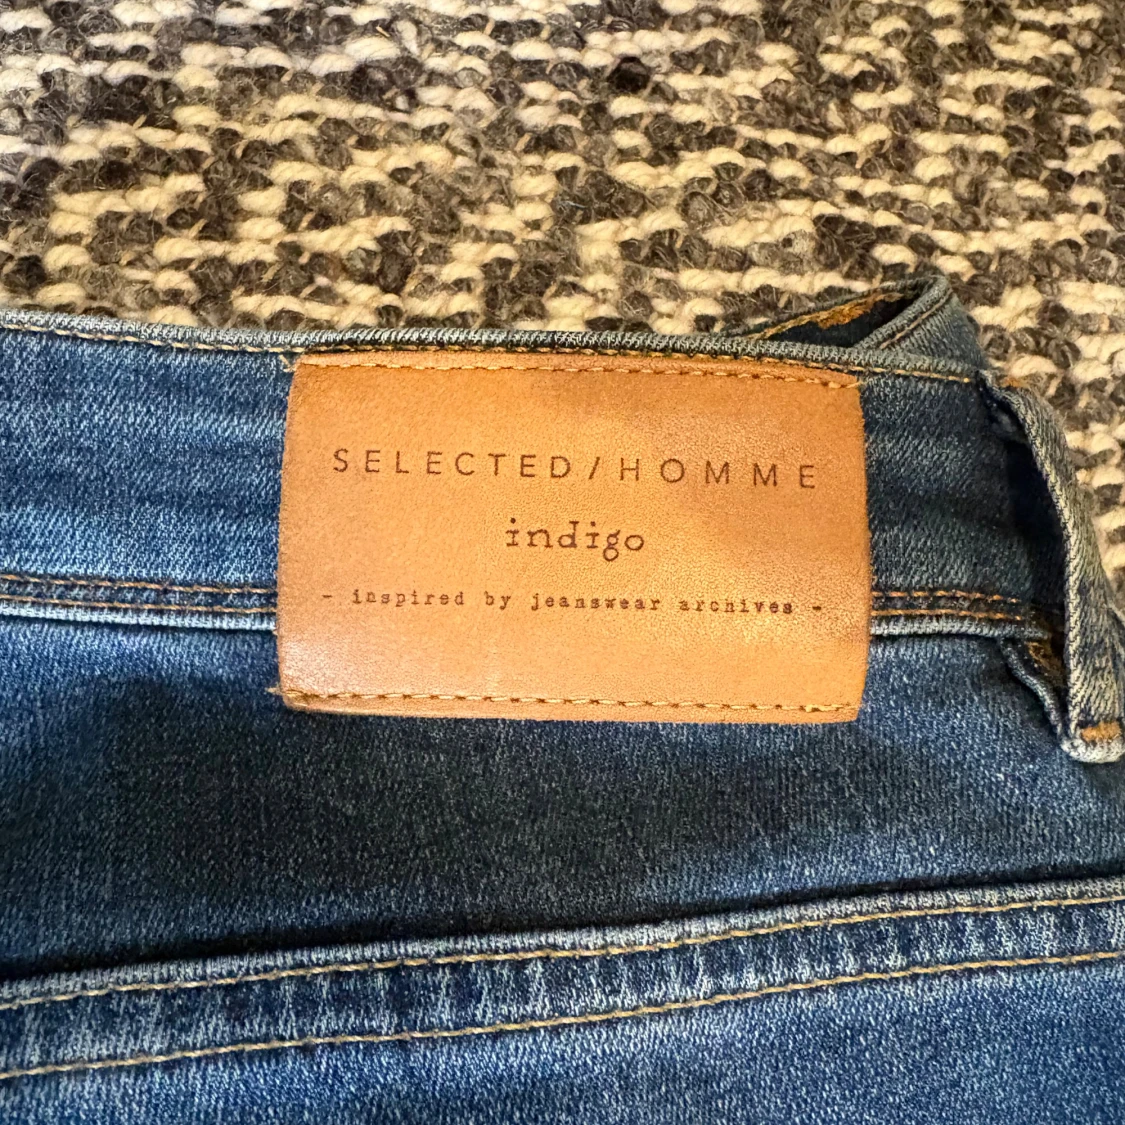 SELECTED/HOMME
indigo
- inspired by jeanswear archives -